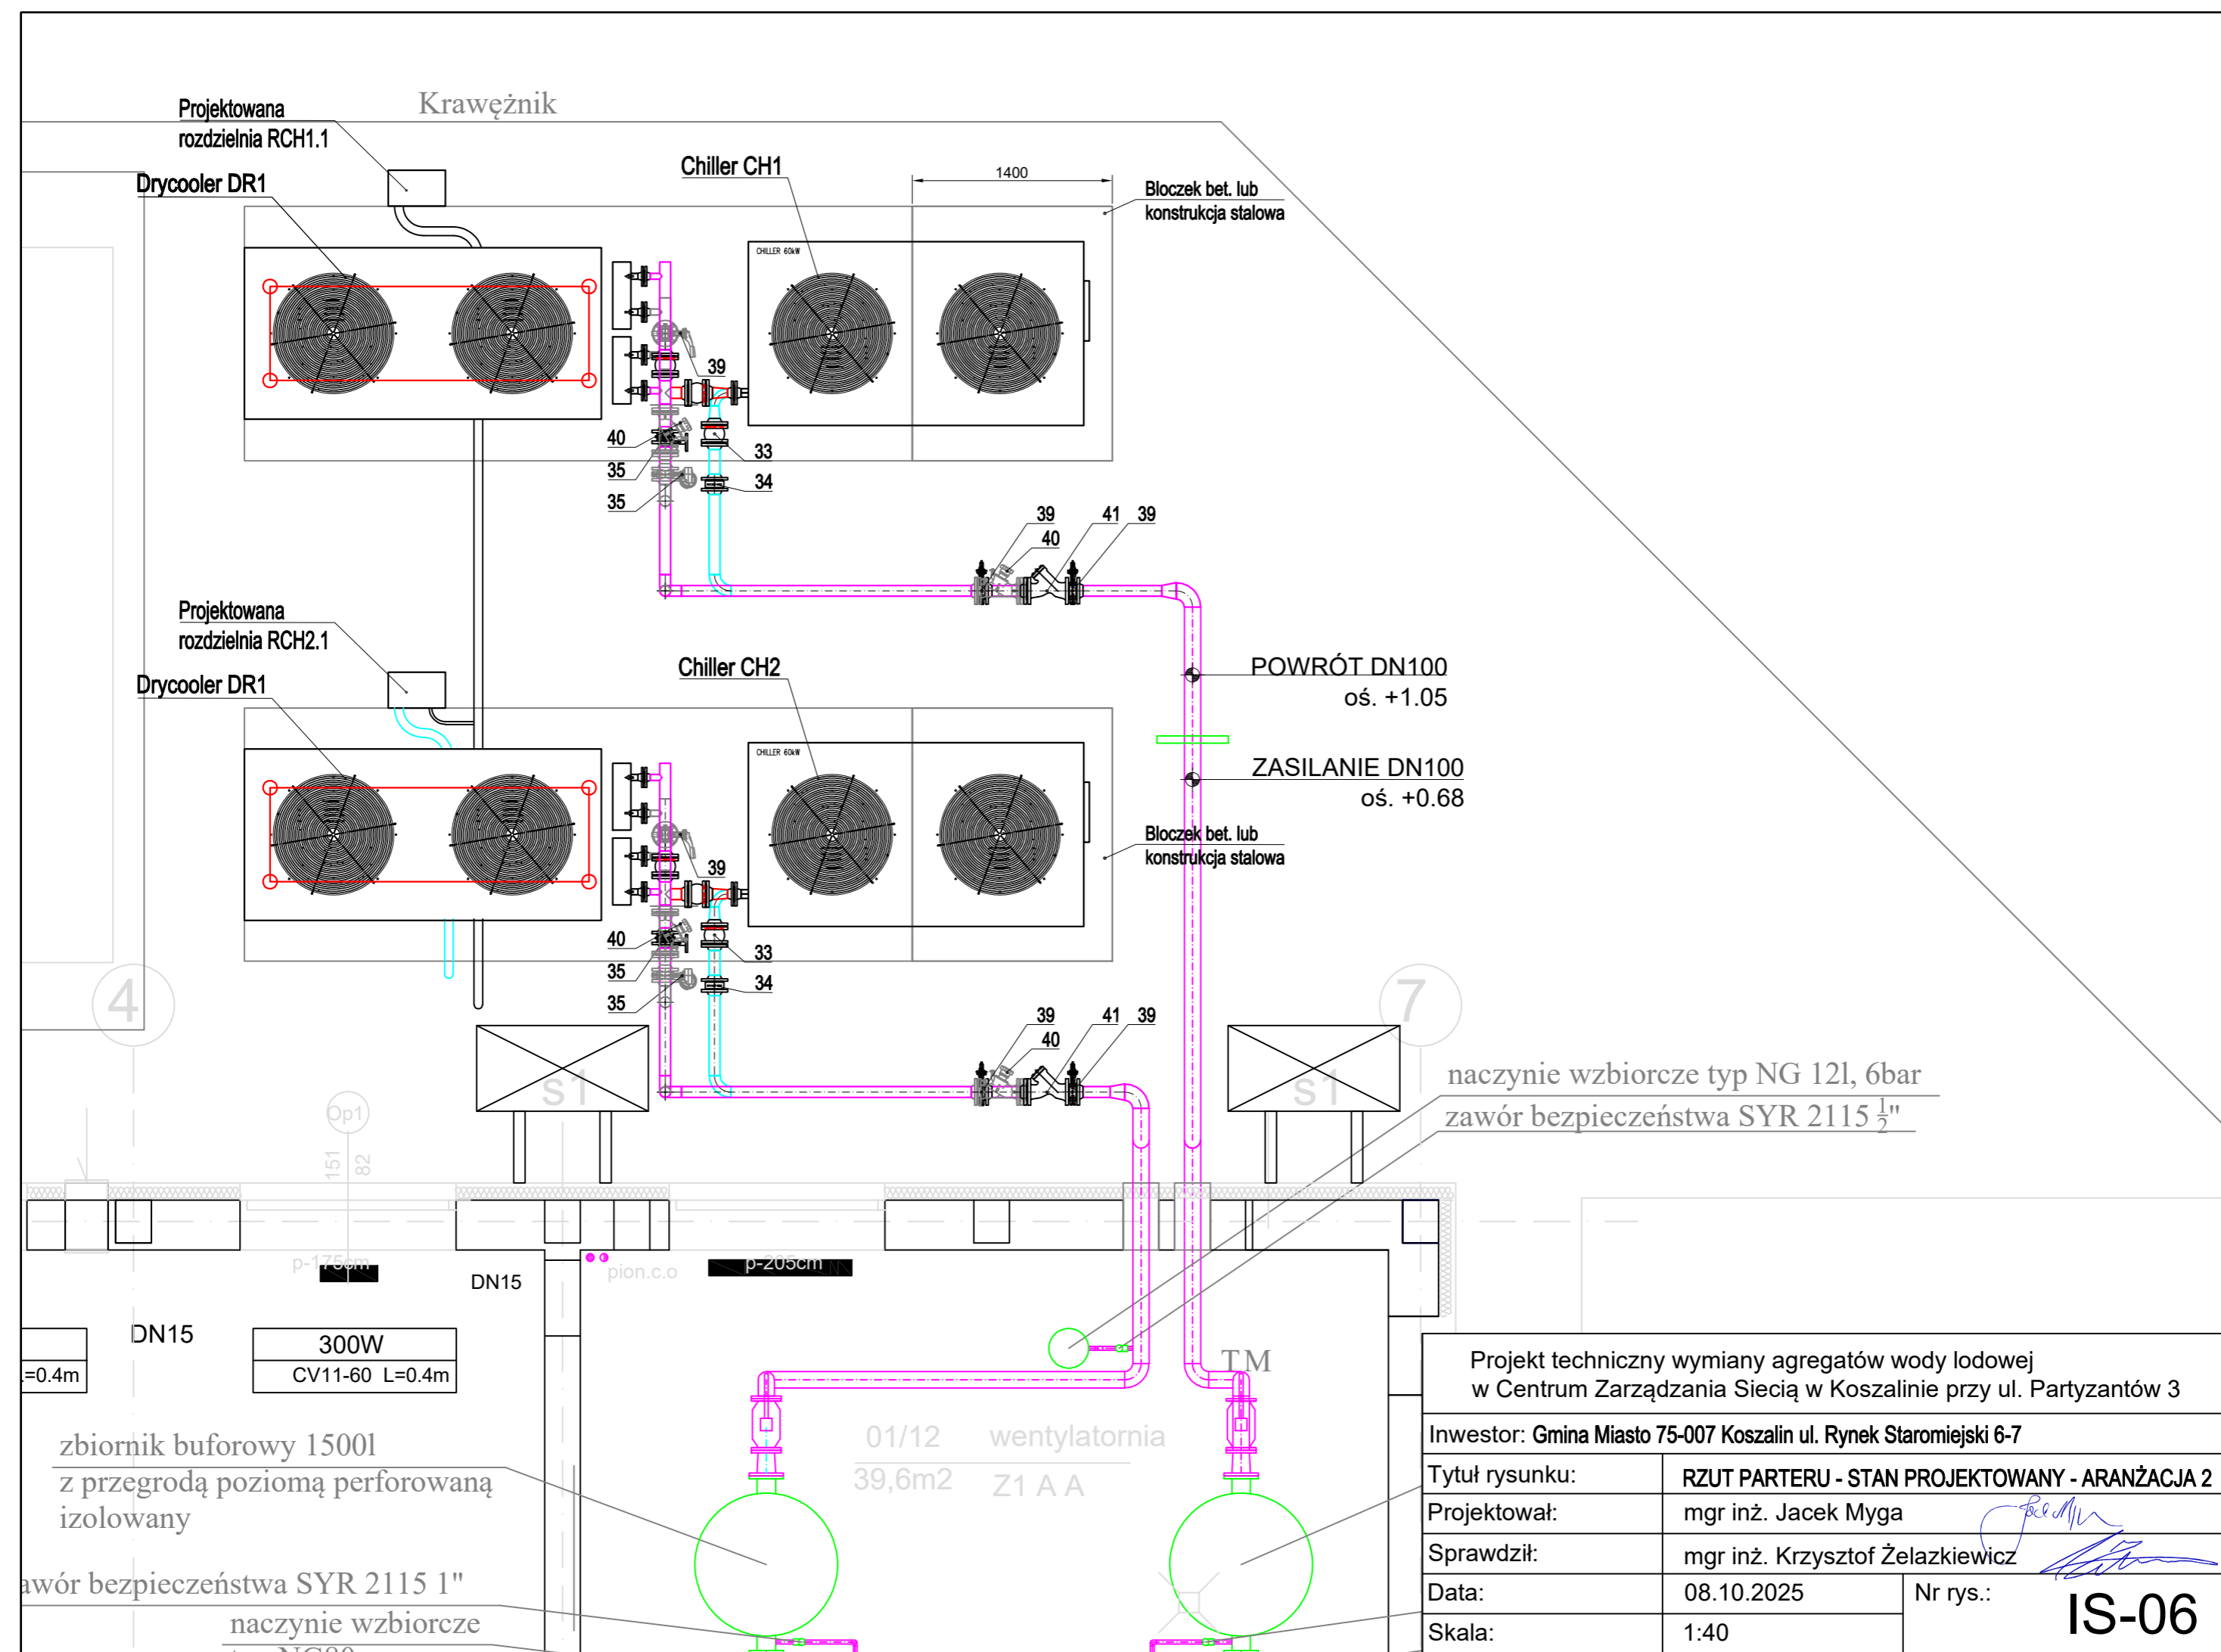 Krawężnik
Projektowana
rozdzielnia RCH1.1
Drycooler DR1
Chiller CH1
1400
Bloczek bet. lub
konstrukcja stalowa
CHILLER 60kW
39
40
33
35
34
35
39
41
39
40
Projektowana
rozdzielnia RCH2.1
Drycooler DR1
Chiller CH2
POWRÓT DN100
oś. +1.05
ZASILANIE DN100
oś. +0.68
CHILLER 60kW
Bloczek bet. lub
konstrukcja stalowa
39
40
33
35
34
35
39
41
39
40
4
7
S1
S1
naczynie wzbiorcze typ NG 12l, 6bar
zawór bezpieczeństwa SYR 2115 ½"
Op1
151
82
p-175cm
DN15
pion.c.o
p-205cm
DN15
300W
CV11-60 L=0.4m
=0.4m
TM
01/12 wentylatornia
39,6m2 Z1 A A
zbiornik buforowy 1500l
z przegrodą poziomą perforowaną
izolowany
awór bezpieczeństwa SYR 2115 1"
naczynie wzbiorcze
Projekt techniczny wymiany agregatów wody lodowej
w Centrum Zarządzania Siecią w Koszalinie przy ul. Partyzantów 3
Inwestor: Gmina Miasto 75-007 Koszalin ul. Rynek Staromiejski 6-7
Tytuł rysunku: RZUT PARTERU - STAN PROJEKTOWANY - ARANŻACJA 2
Projektował: mgr inż. Jacek Myga
Sprawdził: mgr inż. Krzysztof Żelazkiewicz
Data: 08.10.2025 Nr rys.: IS-06
Skala: 1:40